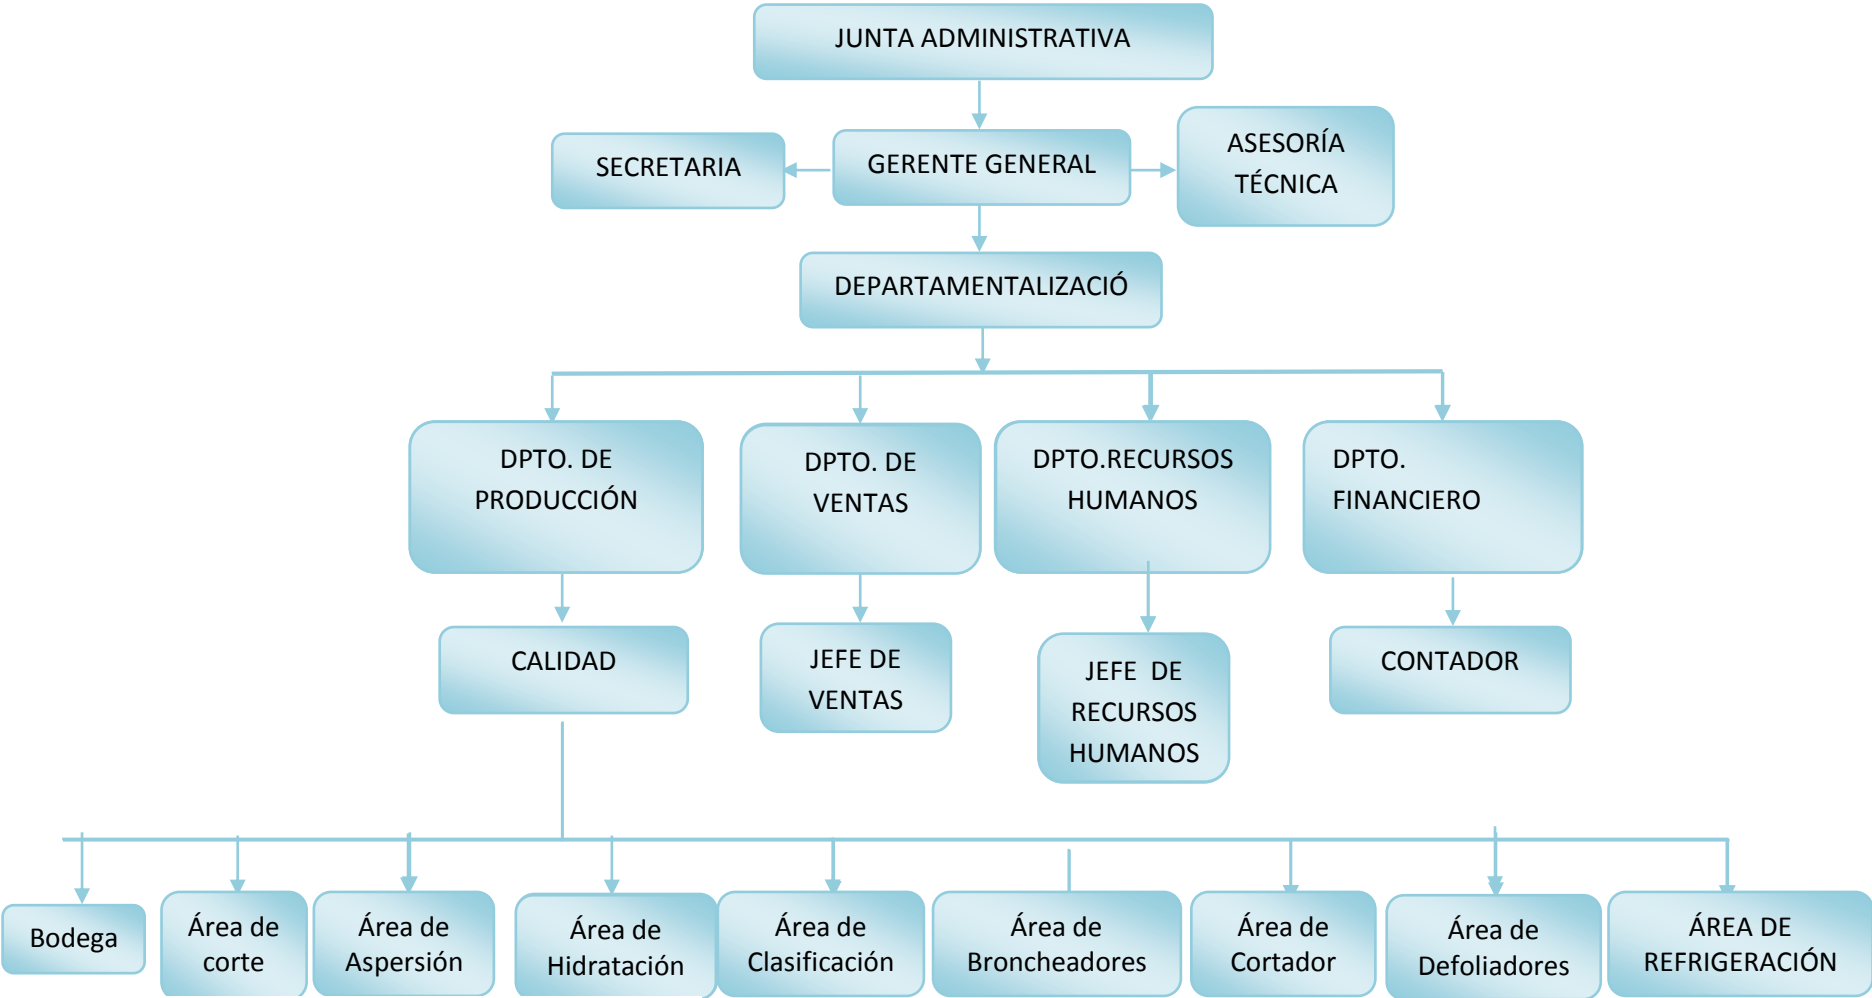 JUNTA ADMINISTRATIVA
SECRETARIA
GERENTE GENERAL
ASESORÍA
TÉCNICA
DEPARTAMENTALIZACIÓ
DPTO. DE
PRODUCCIÓN
DPTO. DE
VENTAS
DPTO.RECURSOS
HUMANOS
DPTO.
FINANCIERO
CALIDAD
JEFE DE
VENTAS
JEFE DE
RECURSOS
HUMANOS
CONTADOR
Bodega
Área de
corte
Área de
Aspersión
Área de
Hidratación
Área de
Clasificación
Área de
Broncheadores
Área de
Cortador
Área de
Defoliadores
ÁREA DE
REFRIGERACIÓN